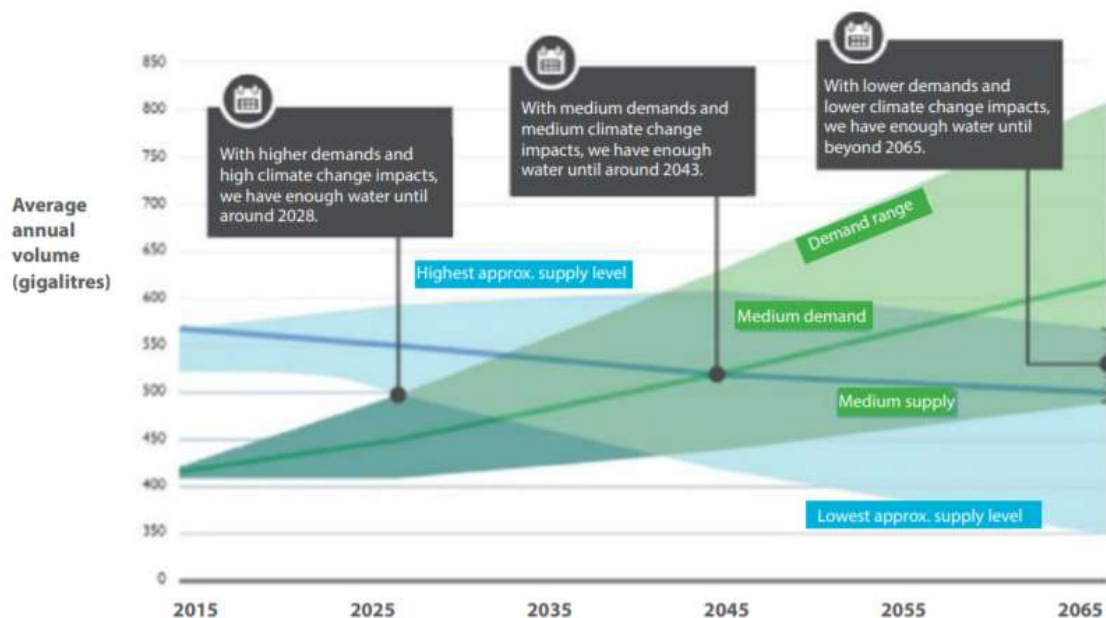 With higher demands and
high climate change impacts,
we have enough water until
around 2028.
With medium demands and
medium climate change
impacts, we have enough
water until around 2043.
With lower demands and
lower climate change impacts,
we have enough water until
beyond 2065.
Average
annual
volume
(gigalitres)
850
800
750
700
650
600
550
500
450
400
350
0
Demand range
Highest approx. supply level
Medium demand
Medium supply
Lowest approx. supply level
2015
2025
2035
2045
2055
2065